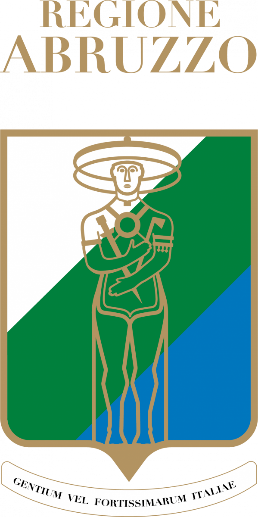 REGIONE
ABRUZZO
GENTIUM VEL FORTISSIMARUM ITALIAE